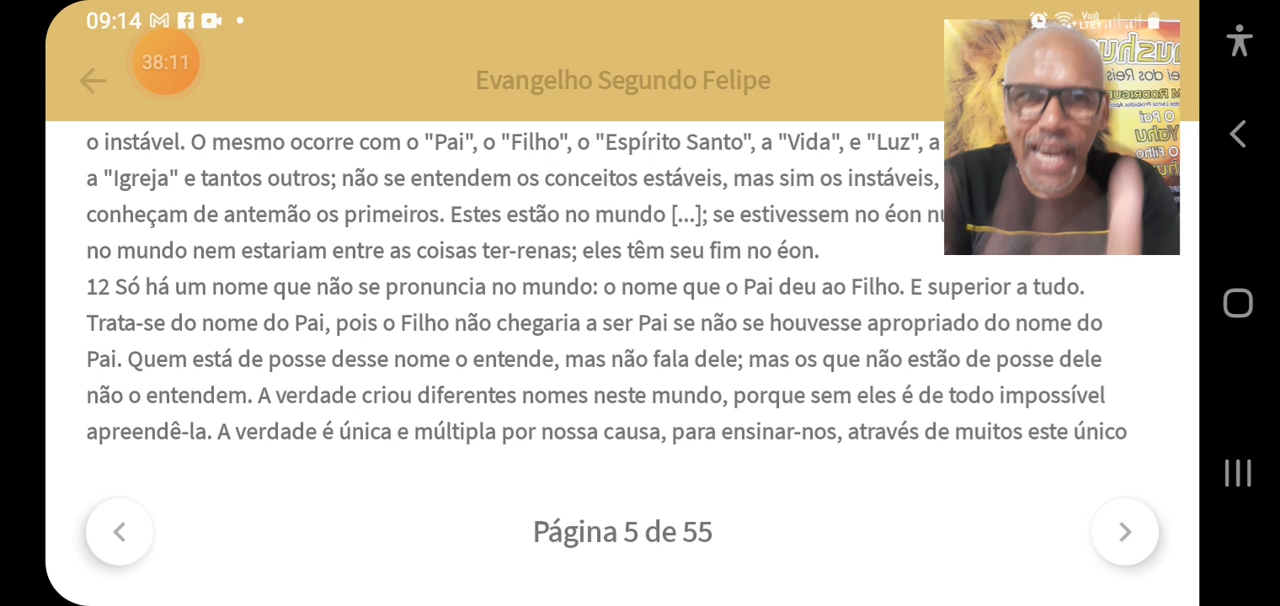 09:14
VoJ)
LTE1
38:11
Evangelho Segundo Felipe
o instável. O mesmo ocorre com o "Pai", o "Filho", o "Espírito Santo", a "Vida", e "Luz", a
a "Igreja" e tantos outros; não se entendem os conceitos estáveis, mas sim os instáveis,
conheçam de antemão os primeiros. Estes estão no mundo [...]; se estivessem no éon
no mundo nem estariam entre as coisas ter-renas; eles têm seu fim no éon.
12 Só há um nome que não se pronuncia no mundo: o nome que o Pai deu ao Filho. E superior a tudo.
Trata-se do nome do Pai, pois o Filho não chegaria a ser Pai se não se houvesse apropriado do nome do
Pai. Quem está de posse desse nome o entende, mas não fala dele; mas os que não estão de posse dele
não o entendem. A verdade criou diferentes nomes neste mundo, porque sem eles é de todo impossível
apreendê-la. A verdade é única e múltipla por nossa causa, para ensinar-nos, através de muitos este único
Página 5 de 55
ei dos Reis
O Pai
O Filho